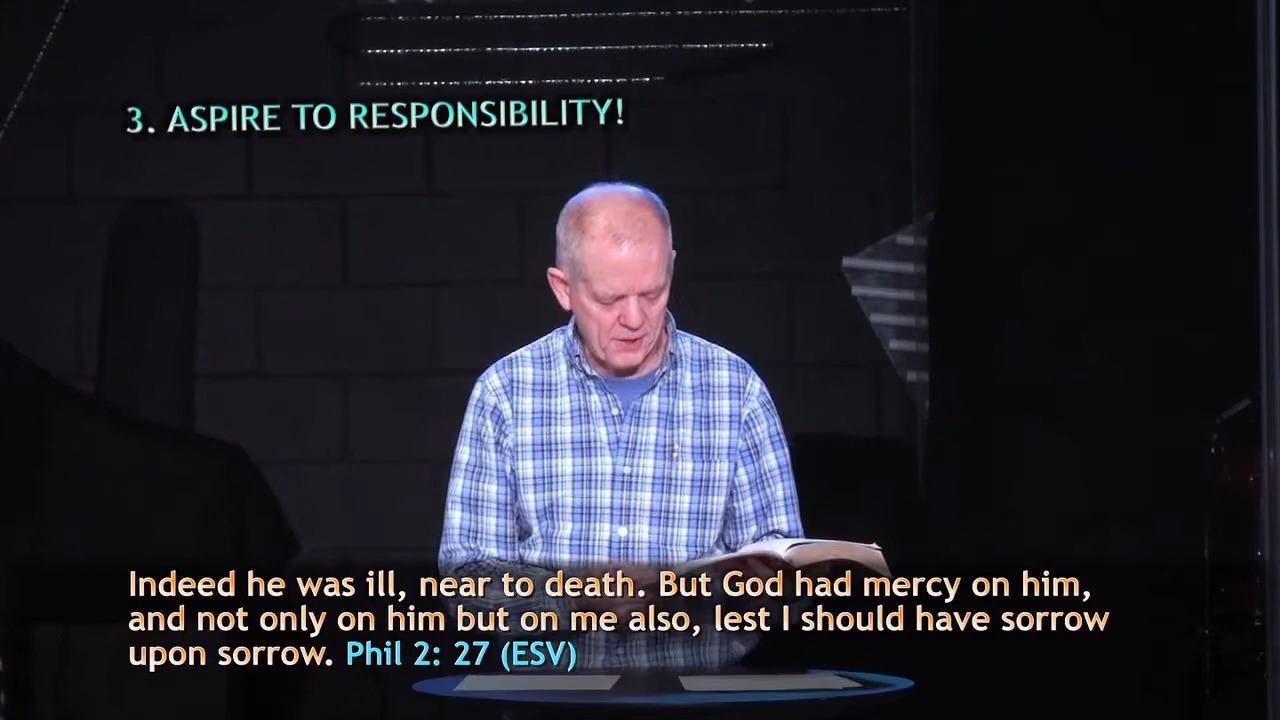 3. ASPIRE TO RESPONSIBILITY!
Indeed he was ill, near to death. But God had mercy on him,
and not only on him but on me also, lest I should have sorrow
upon sorrow. Phil 2: 27 (ESV)